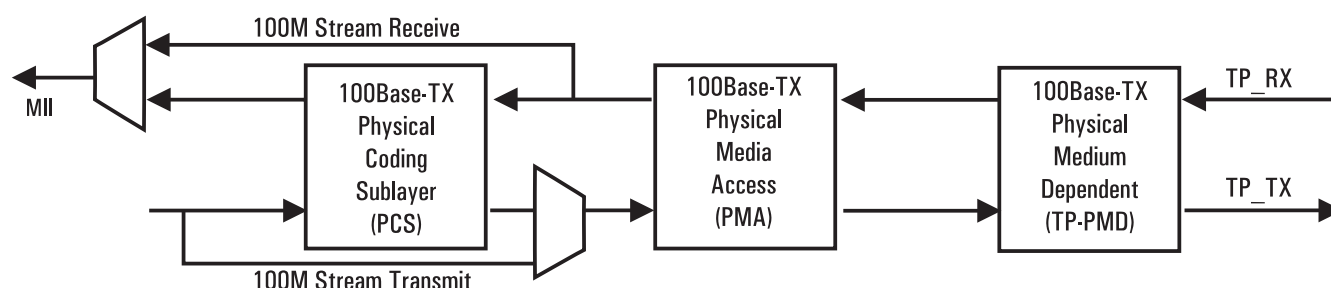 100M Stream Receive
MII
100Base-TX
Physical
Coding
Sublayer
(PCS)
100Base-TX
Physical
Media
Access
(PMA)
100Base-TX
Physical
Medium
Dependent
(TP-PMD)
TP_RX
TP_TX
100M Stream Transmit